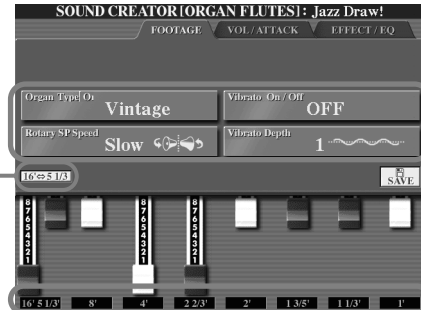 SOUND CREATOR[ORGAN FLUTES]: Jazz Draw!
FOOTAGE VOL/ATTACK EFFECT/EQ
Organ Type Vibrato On / Off
Vintage OFF
Rotary SP Speed Vibrato Depth
Slow 1
16'⇔5 1/3 SAVE
8 8 8
7 7 7
6 6 6
5 5 5
4 4 4
3 3 3
2 2 2
1 1
16' 5 1/3' 8' 4' 2 2/3' 2' 1 3/5' 1 1/3' 1'